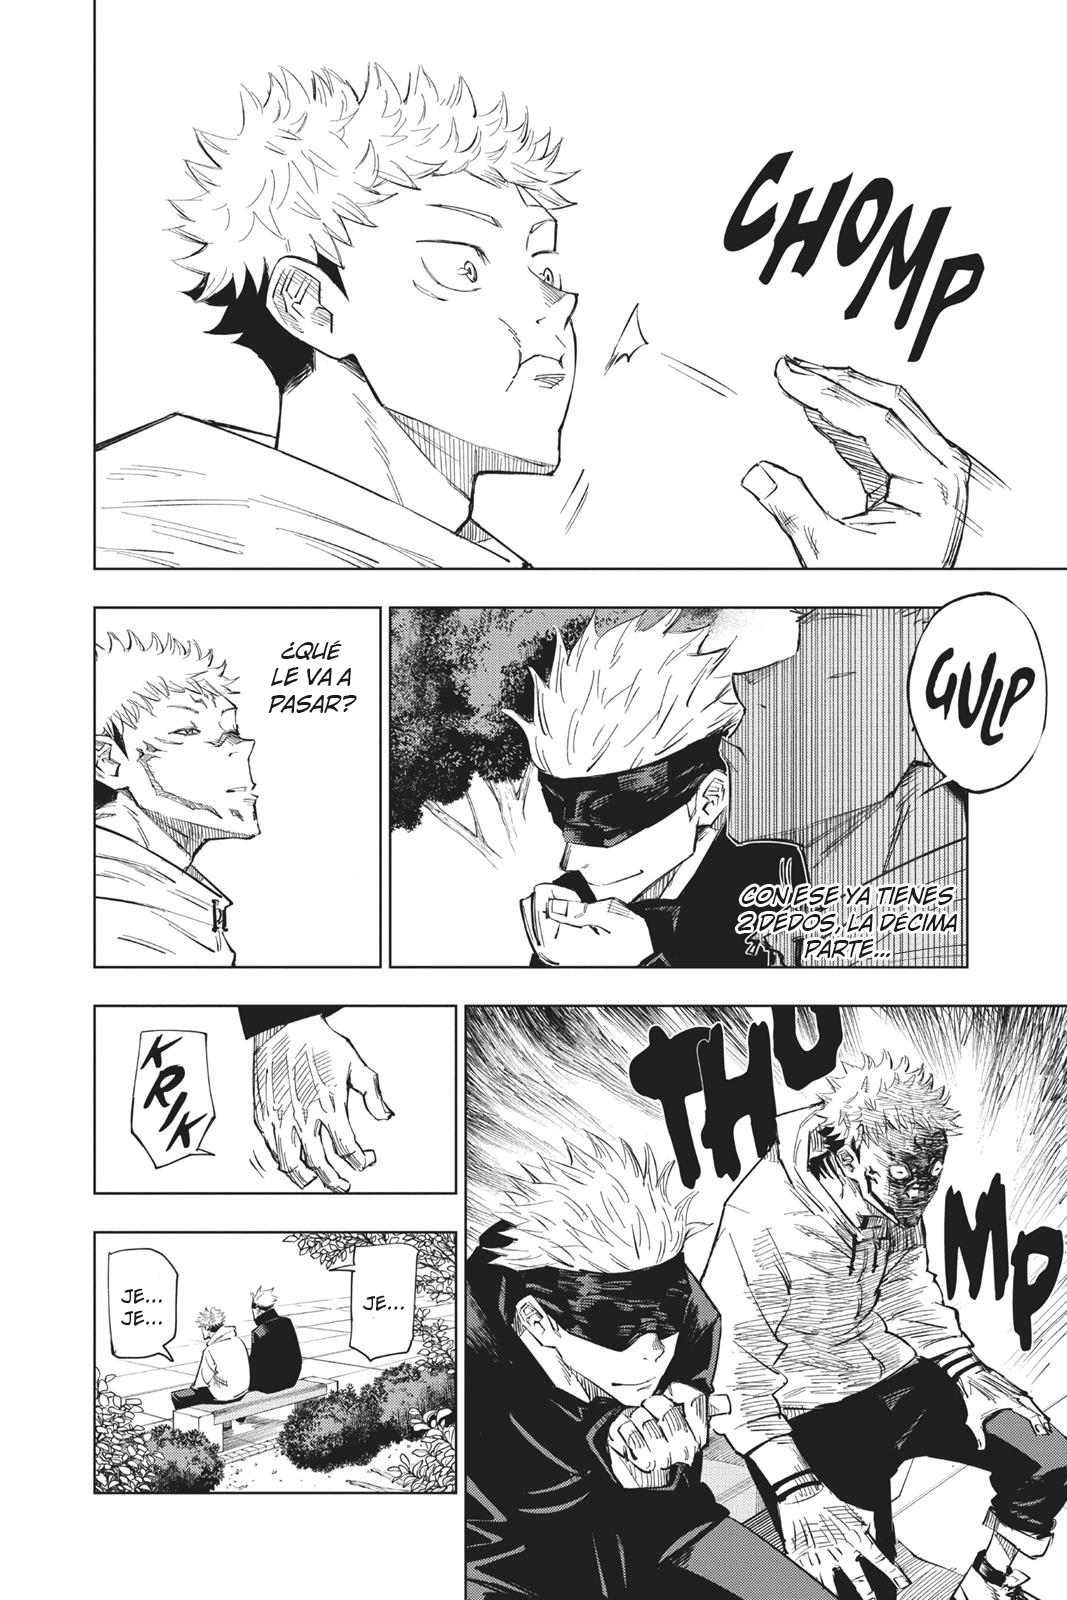 CHOMP
GULP
CON ESE YA TIENES
2 DEDOS, LA DÉCIMA
PARTE...
¿QUÉ
LE VA A
PASAR?
THUMP
KRIK
JE...
JE...
JE...